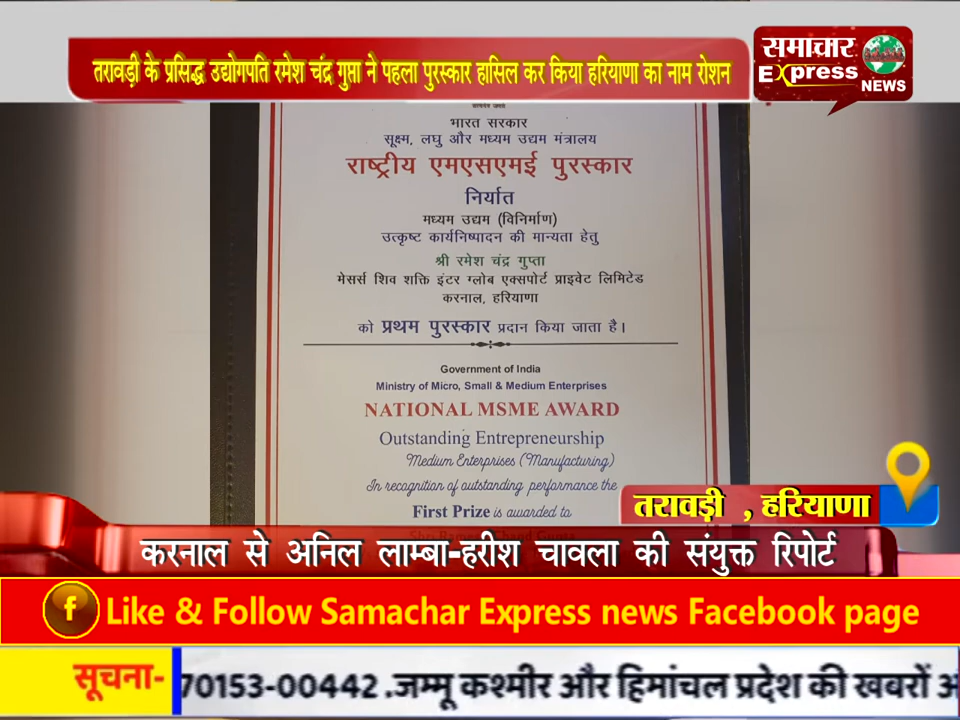 तरावड़ी के प्रसिद्ध उद्योगपति रमेश चंद्र गुप्ता ने पहला पुरस्कार हासिल कर किया हरियाणा का नाम रोशन
समाचार
Express
NEWS
भारत सरकार
सूक्ष्म, लघु और मध्यम उद्यम मंत्रालय
राष्ट्रीय एमएसएमई पुरस्कार
निर्यात
मध्यम उद्यम (विनिर्माण)
उत्कृष्ट कार्यनिष्पादन की मान्यता हेतु
श्री रमेश चंद्र गुप्ता
मेसर्स शिव शक्ति इंटर ग्लोब एक्सपोर्ट प्राइवेट लिमिटेड
करनाल, हरियाणा
को प्रथम पुरस्कार प्रदान किया जाता है।
Government of India
Ministry of Micro, Small & Medium Enterprises
NATIONAL MSME AWARD
Outstanding Entrepreneurship
Medium Enterprises (Manufacturing)
In recognition of outstanding performance the
First Prize is awarded to
तरावड़ी , हरियाणा
करनाल से अनिल लाम्बा-हरीश चावला की संयुक्त रिपोर्ट
f Like & Follow Samachar Express news Facebook page
सूचना- 70153-00442 .जम्मू कश्मीर और हिमांचल प्रदेश की खबरों